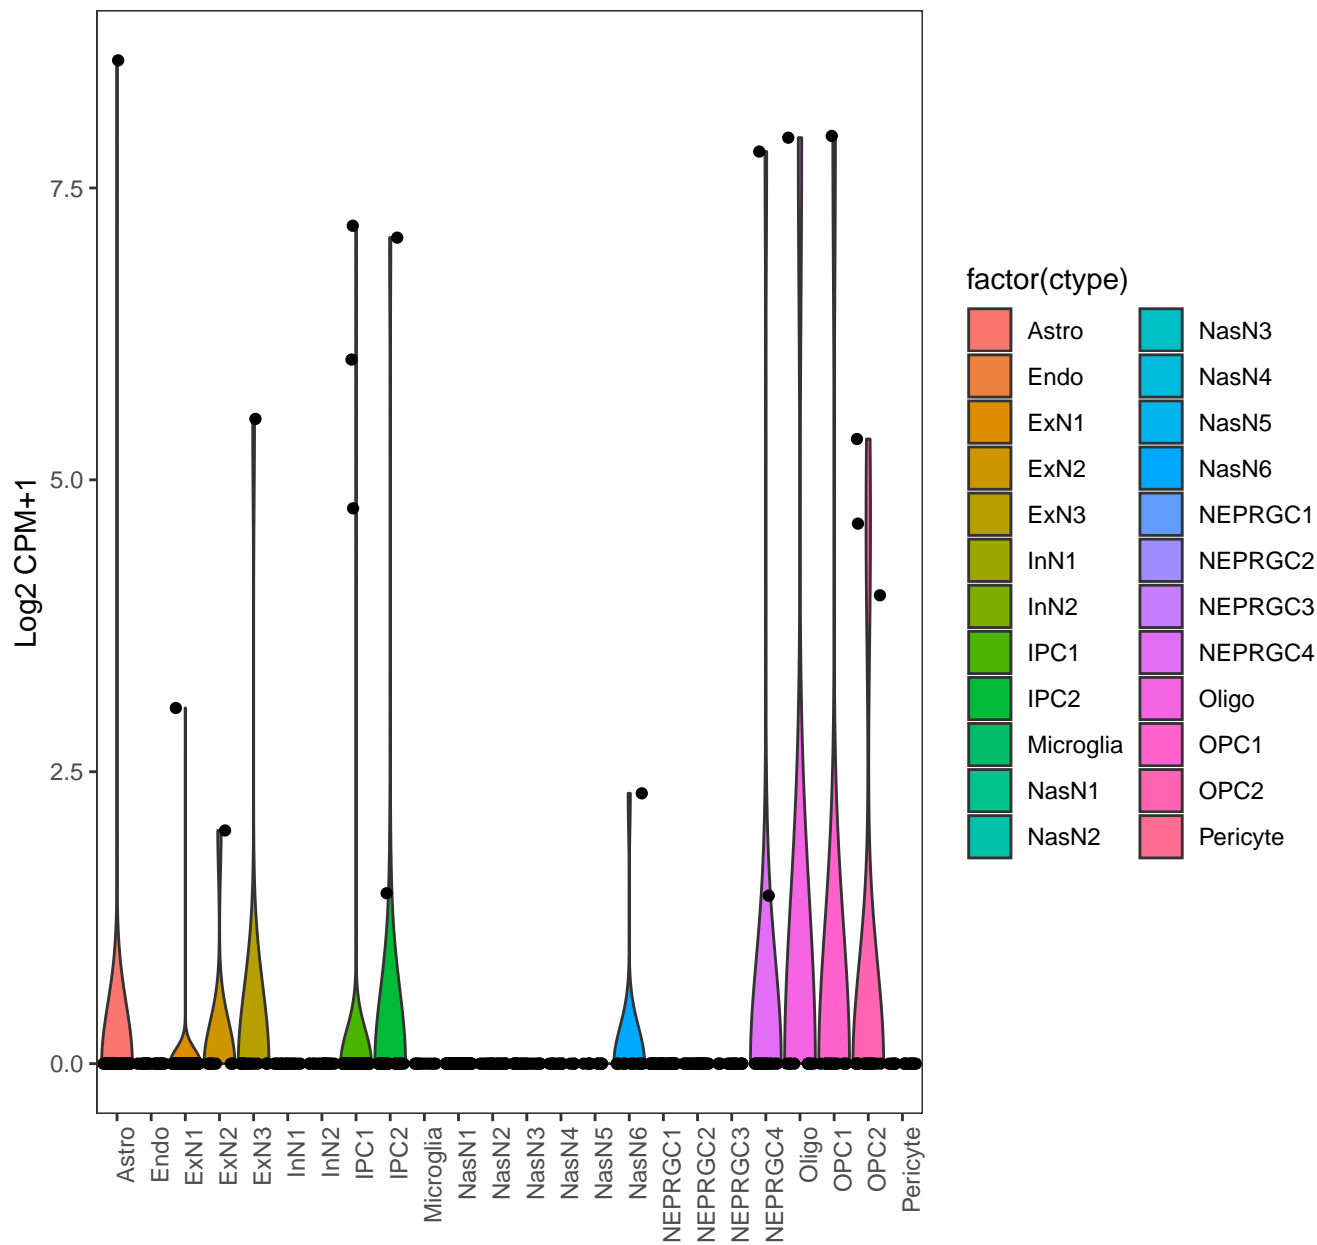 7.5
5.0
2.5
0.0
Log2 CPM+1
Astro
Endo
ExN1
ExN2
ExN3
InN1
InN2
IPC1
IPC2
Microglia
NasN1
NasN2
NasN3
NasN4
NasN5
NasN6
NEPRGC1
NEPRGC2
NEPRGC3
NEPRGC4
Oligo
OPC1
OPC2
Pericyte
factor(ctype)
Astro
Endo
ExN1
ExN2
ExN3
InN1
InN2
IPC1
IPC2
Microglia
NasN1
NasN2
NasN3
NasN4
NasN5
NasN6
NEPRGC1
NEPRGC2
NEPRGC3
NEPRGC4
Oligo
OPC1
OPC2
Pericyte